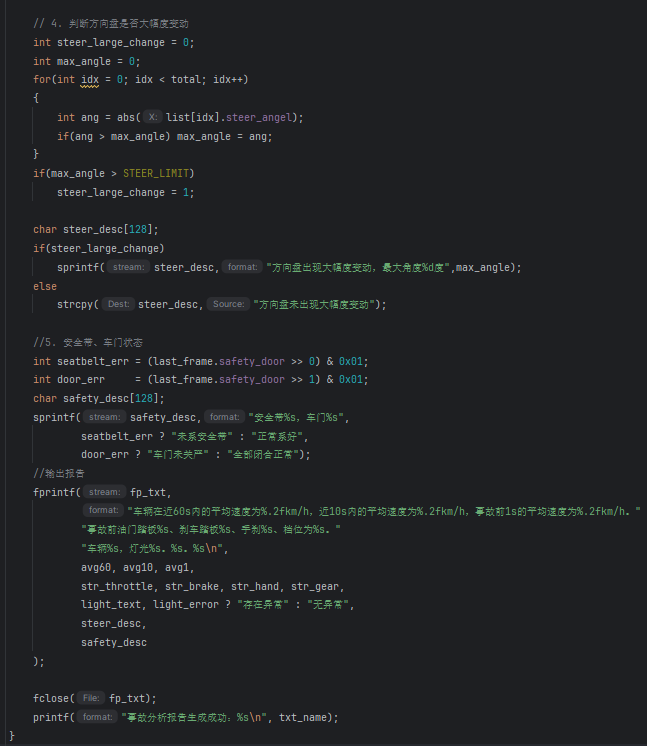 // 4. 判断方向盘是否大幅度变动
int steer_large_change = 0;
int max_angle = 0;
for(int idx = 0; idx < total; idx++)
{
int ang = abs( X: list[idx].steer_angel);
if(ang > max_angle) max_angle = ang;
}
if(max_angle > STEER_LIMIT)
steer_large_change = 1;
char steer_desc[128];
if(steer_large_change)
sprintf( stream: steer_desc, format: "方向盘出现大幅度变动，最大角度%d度",max_angle);
else
strcpy( Dest: steer_desc, Source: "方向盘未出现大幅度变动");
//5. 安全带、车门状态
int seatbelt_err = (last_frame.safety_door >> 0) & 0x01;
int door_err     = (last_frame.safety_door >> 1) & 0x01;
char safety_desc[128];
sprintf( stream: safety_desc, format: "安全带%s，车门%s",
seatbelt_err ? "未系安全带" : "正常系好",
door_err ? "车门未关严" : "全部闭合正常");
//输出报告
fprintf( stream: fp_txt,
format: "车辆在近60s内的平均速度为%.2fkm/h，近10s内的平均速度为%.2fkm/h，事故前1s的平均速度为%.2fkm/h。"
"事故前油门踏板%s、刹车踏板%s、手刹%s、档位为%s。"
"车辆%s，灯光%s。%s。%s\n",
avg60, avg10, avg1,
str_throttle, str_brake, str_hand, str_gear,
light_text, light_error ? "存在异常" : "无异常",
steer_desc,
safety_desc
);
fclose( File: fp_txt);
printf( format: "事故分析报告生成成功：%s\n", txt_name);
}